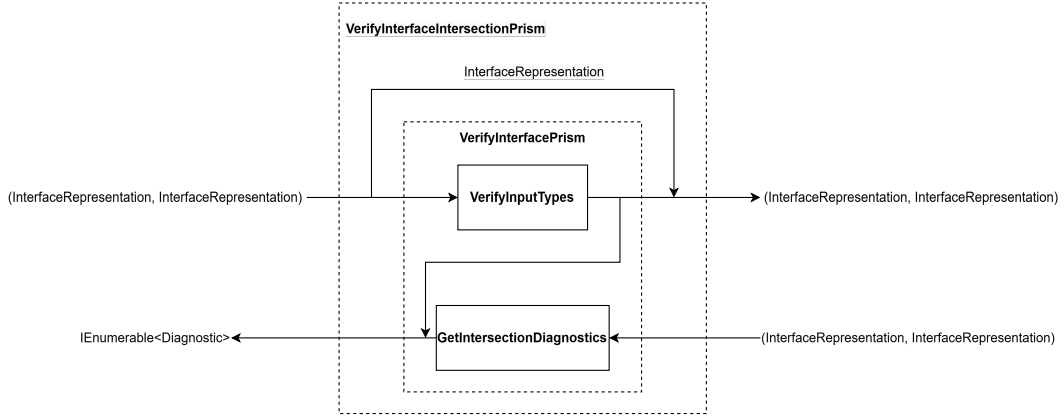 VerifyInterfaceIntersectionPrism
InterfaceRepresentation
VerifyInterfacePrism
(InterfaceRepresentation, InterfaceRepresentation)
VerifyInputTypes
(InterfaceRepresentation, InterfaceRepresentation)
IEnumerable<Diagnostic>
GetIntersectionDiagnostics
(InterfaceRepresentation, InterfaceRepresentation)